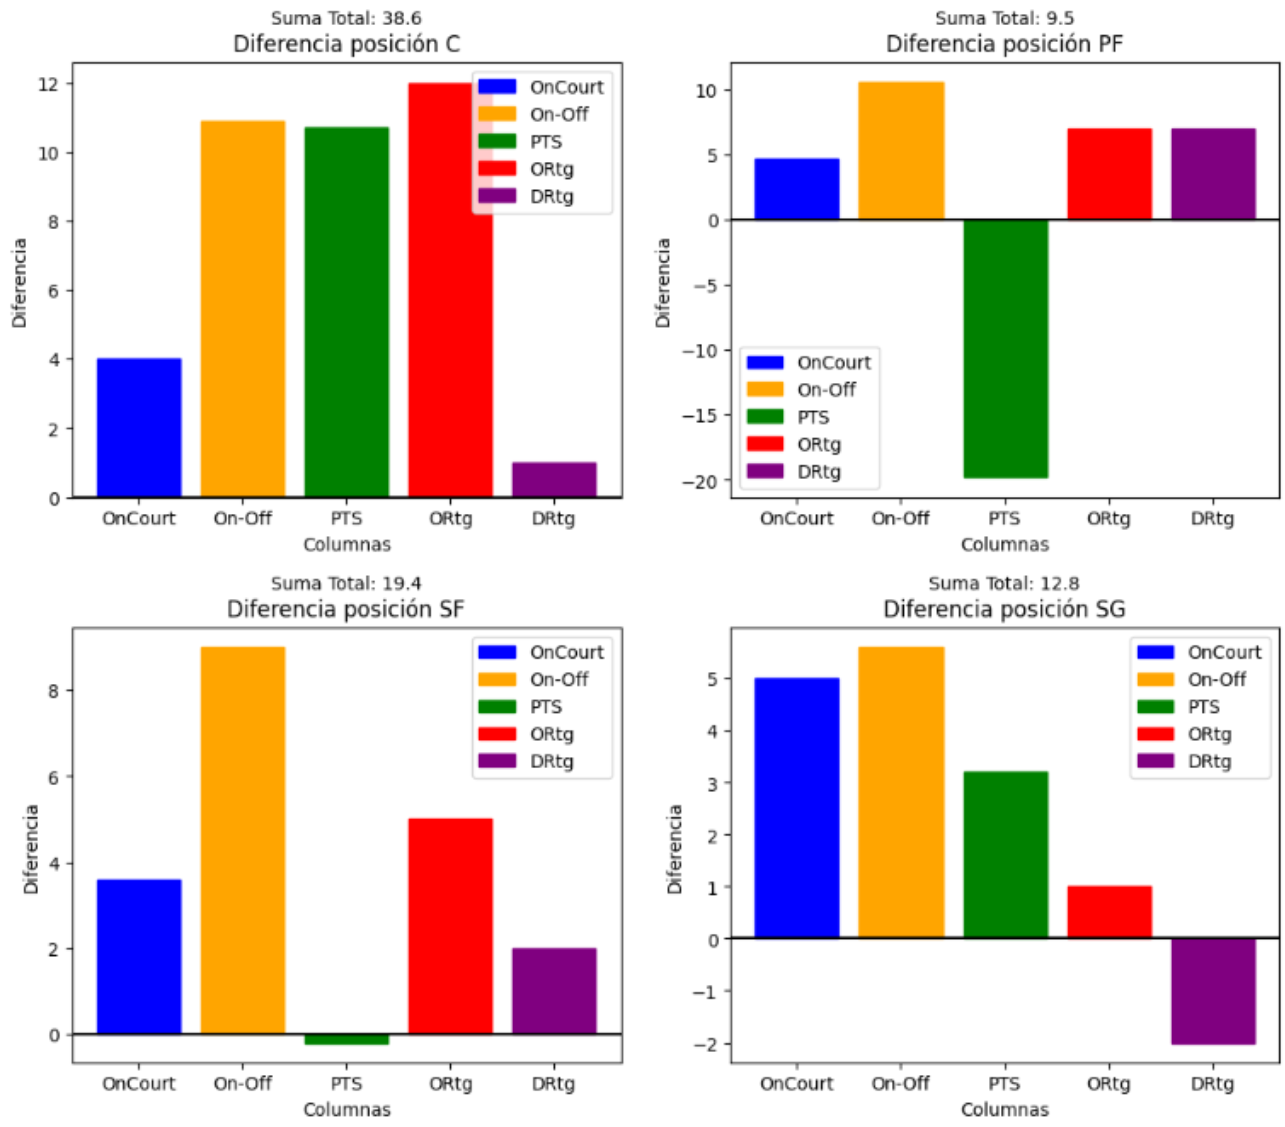 Suma Total: 38.6
Diferencia posición C
12
10
8
6
4
2
0
Diferencia
OnCourt
On-Off
PTS
ORtg
DRtg
OnCourt On-Off PTS ORtg DRtg
Columnas
Suma Total: 9.5
Diferencia posición PF
10
5
0
−5
−10
−15
−20
Diferencia
OnCourt
On-Off
PTS
ORtg
DRtg
OnCourt On-Off PTS ORtg DRtg
Columnas
Suma Total: 19.4
Diferencia posición SF
8
6
4
2
0
Diferencia
OnCourt
On-Off
PTS
ORtg
DRtg
OnCourt On-Off PTS ORtg DRtg
Columnas
Suma Total: 12.8
Diferencia posición SG
5
4
3
2
1
0
−1
−2
Diferencia
OnCourt
On-Off
PTS
ORtg
DRtg
OnCourt On-Off PTS ORtg DRtg
Columnas